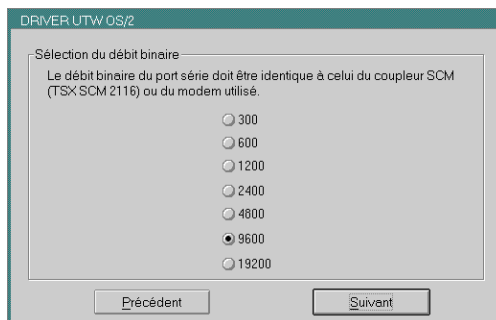 DRIVER UTW OS/2
Sélection du débit binaire
Le débit binaire du port série doit être identique à celui du coupleur SCM
(TSX SCM 2116) ou du modem utilisé.
300
600
1200
2400
4800
9600
19200
Précédent
Suivant